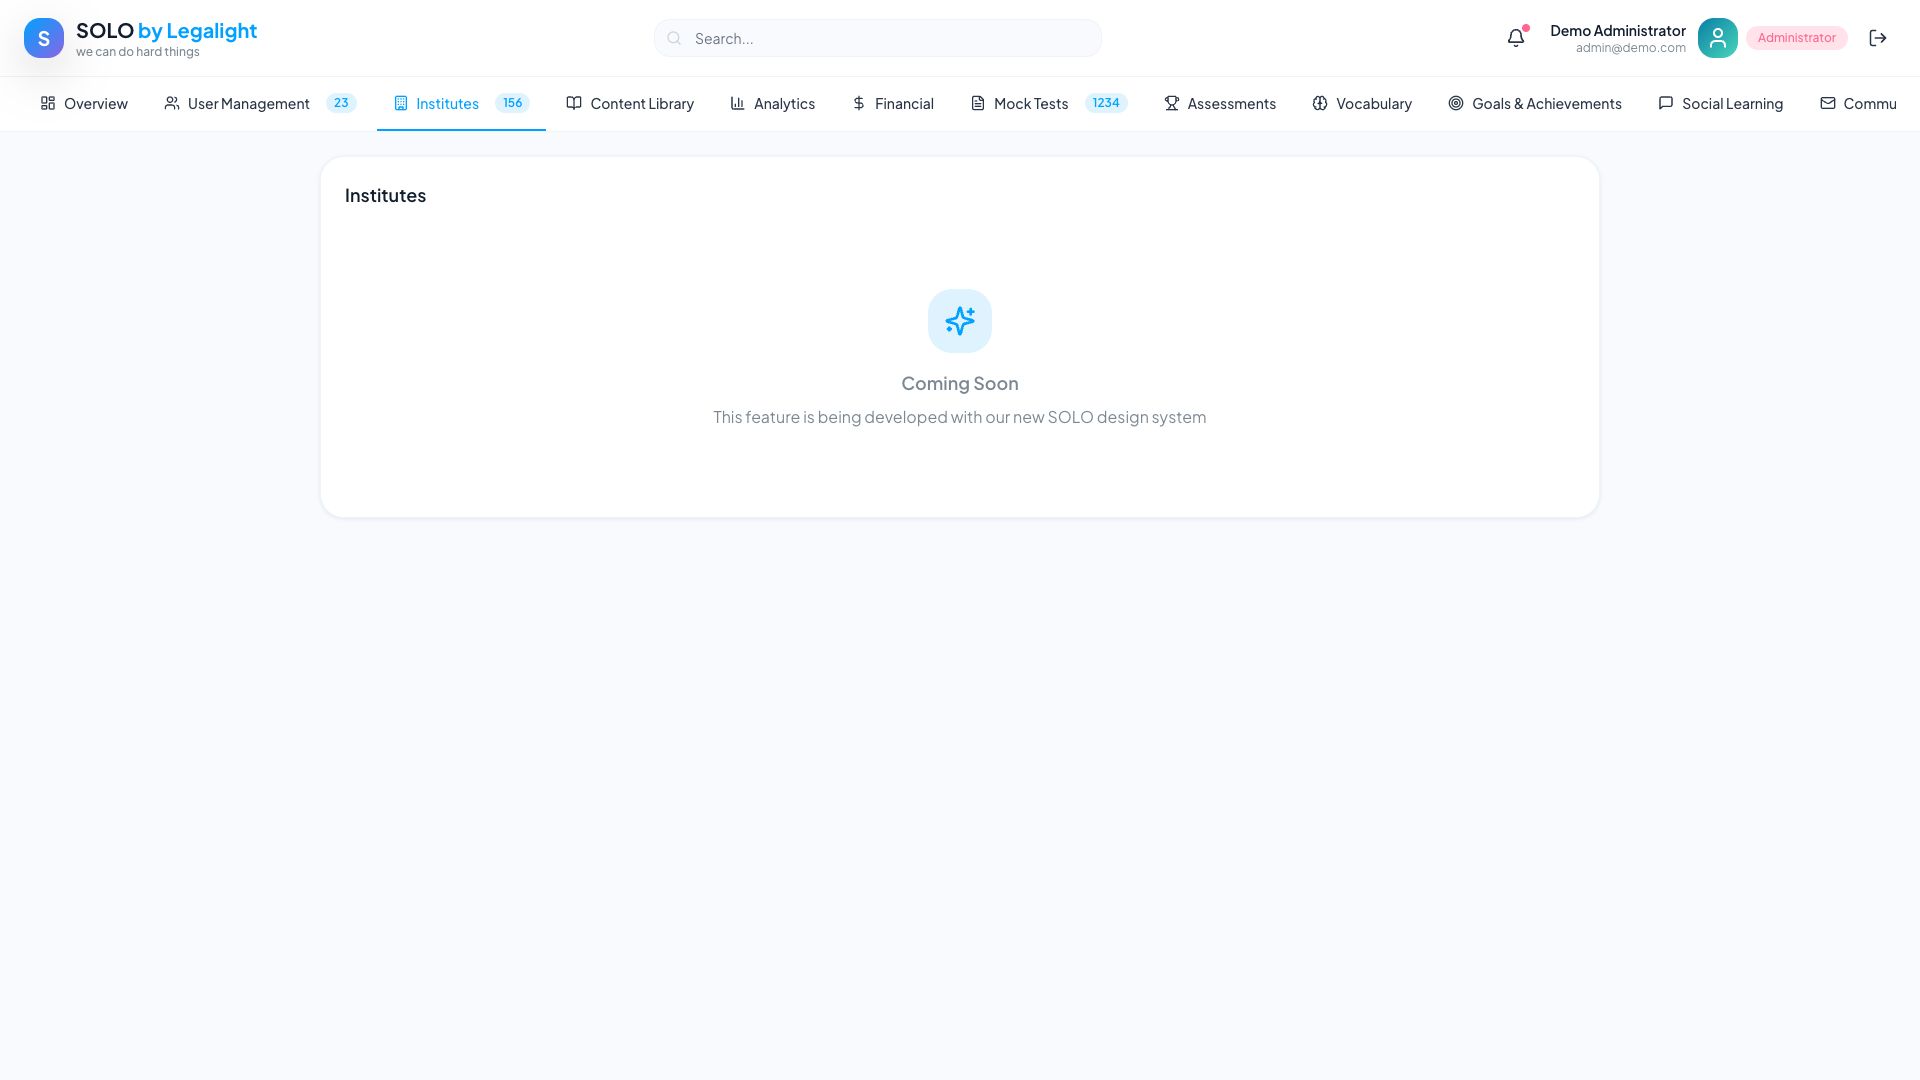 S
SOLO by Legalight
we can do hard things
Search...
Demo Administrator
admin@demo.com
Administrator
Overview
User Management 23
Institutes 156
Content Library
Analytics
Financial
Mock Tests 1234
Assessments
Vocabulary
Goals & Achievements
Social Learning
Commu
Institutes
Coming Soon
This feature is being developed with our new SOLO design system